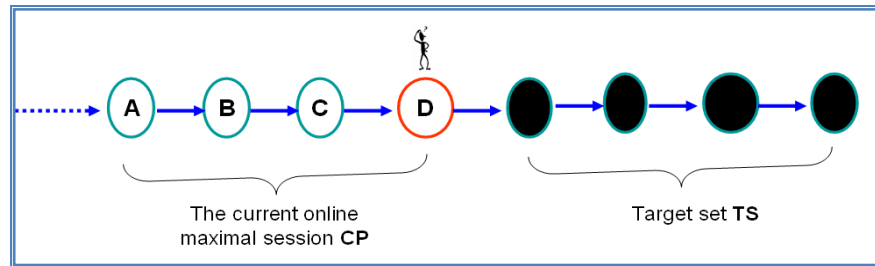 A
B
C
D
The current online
maximal session CP
Target set TS